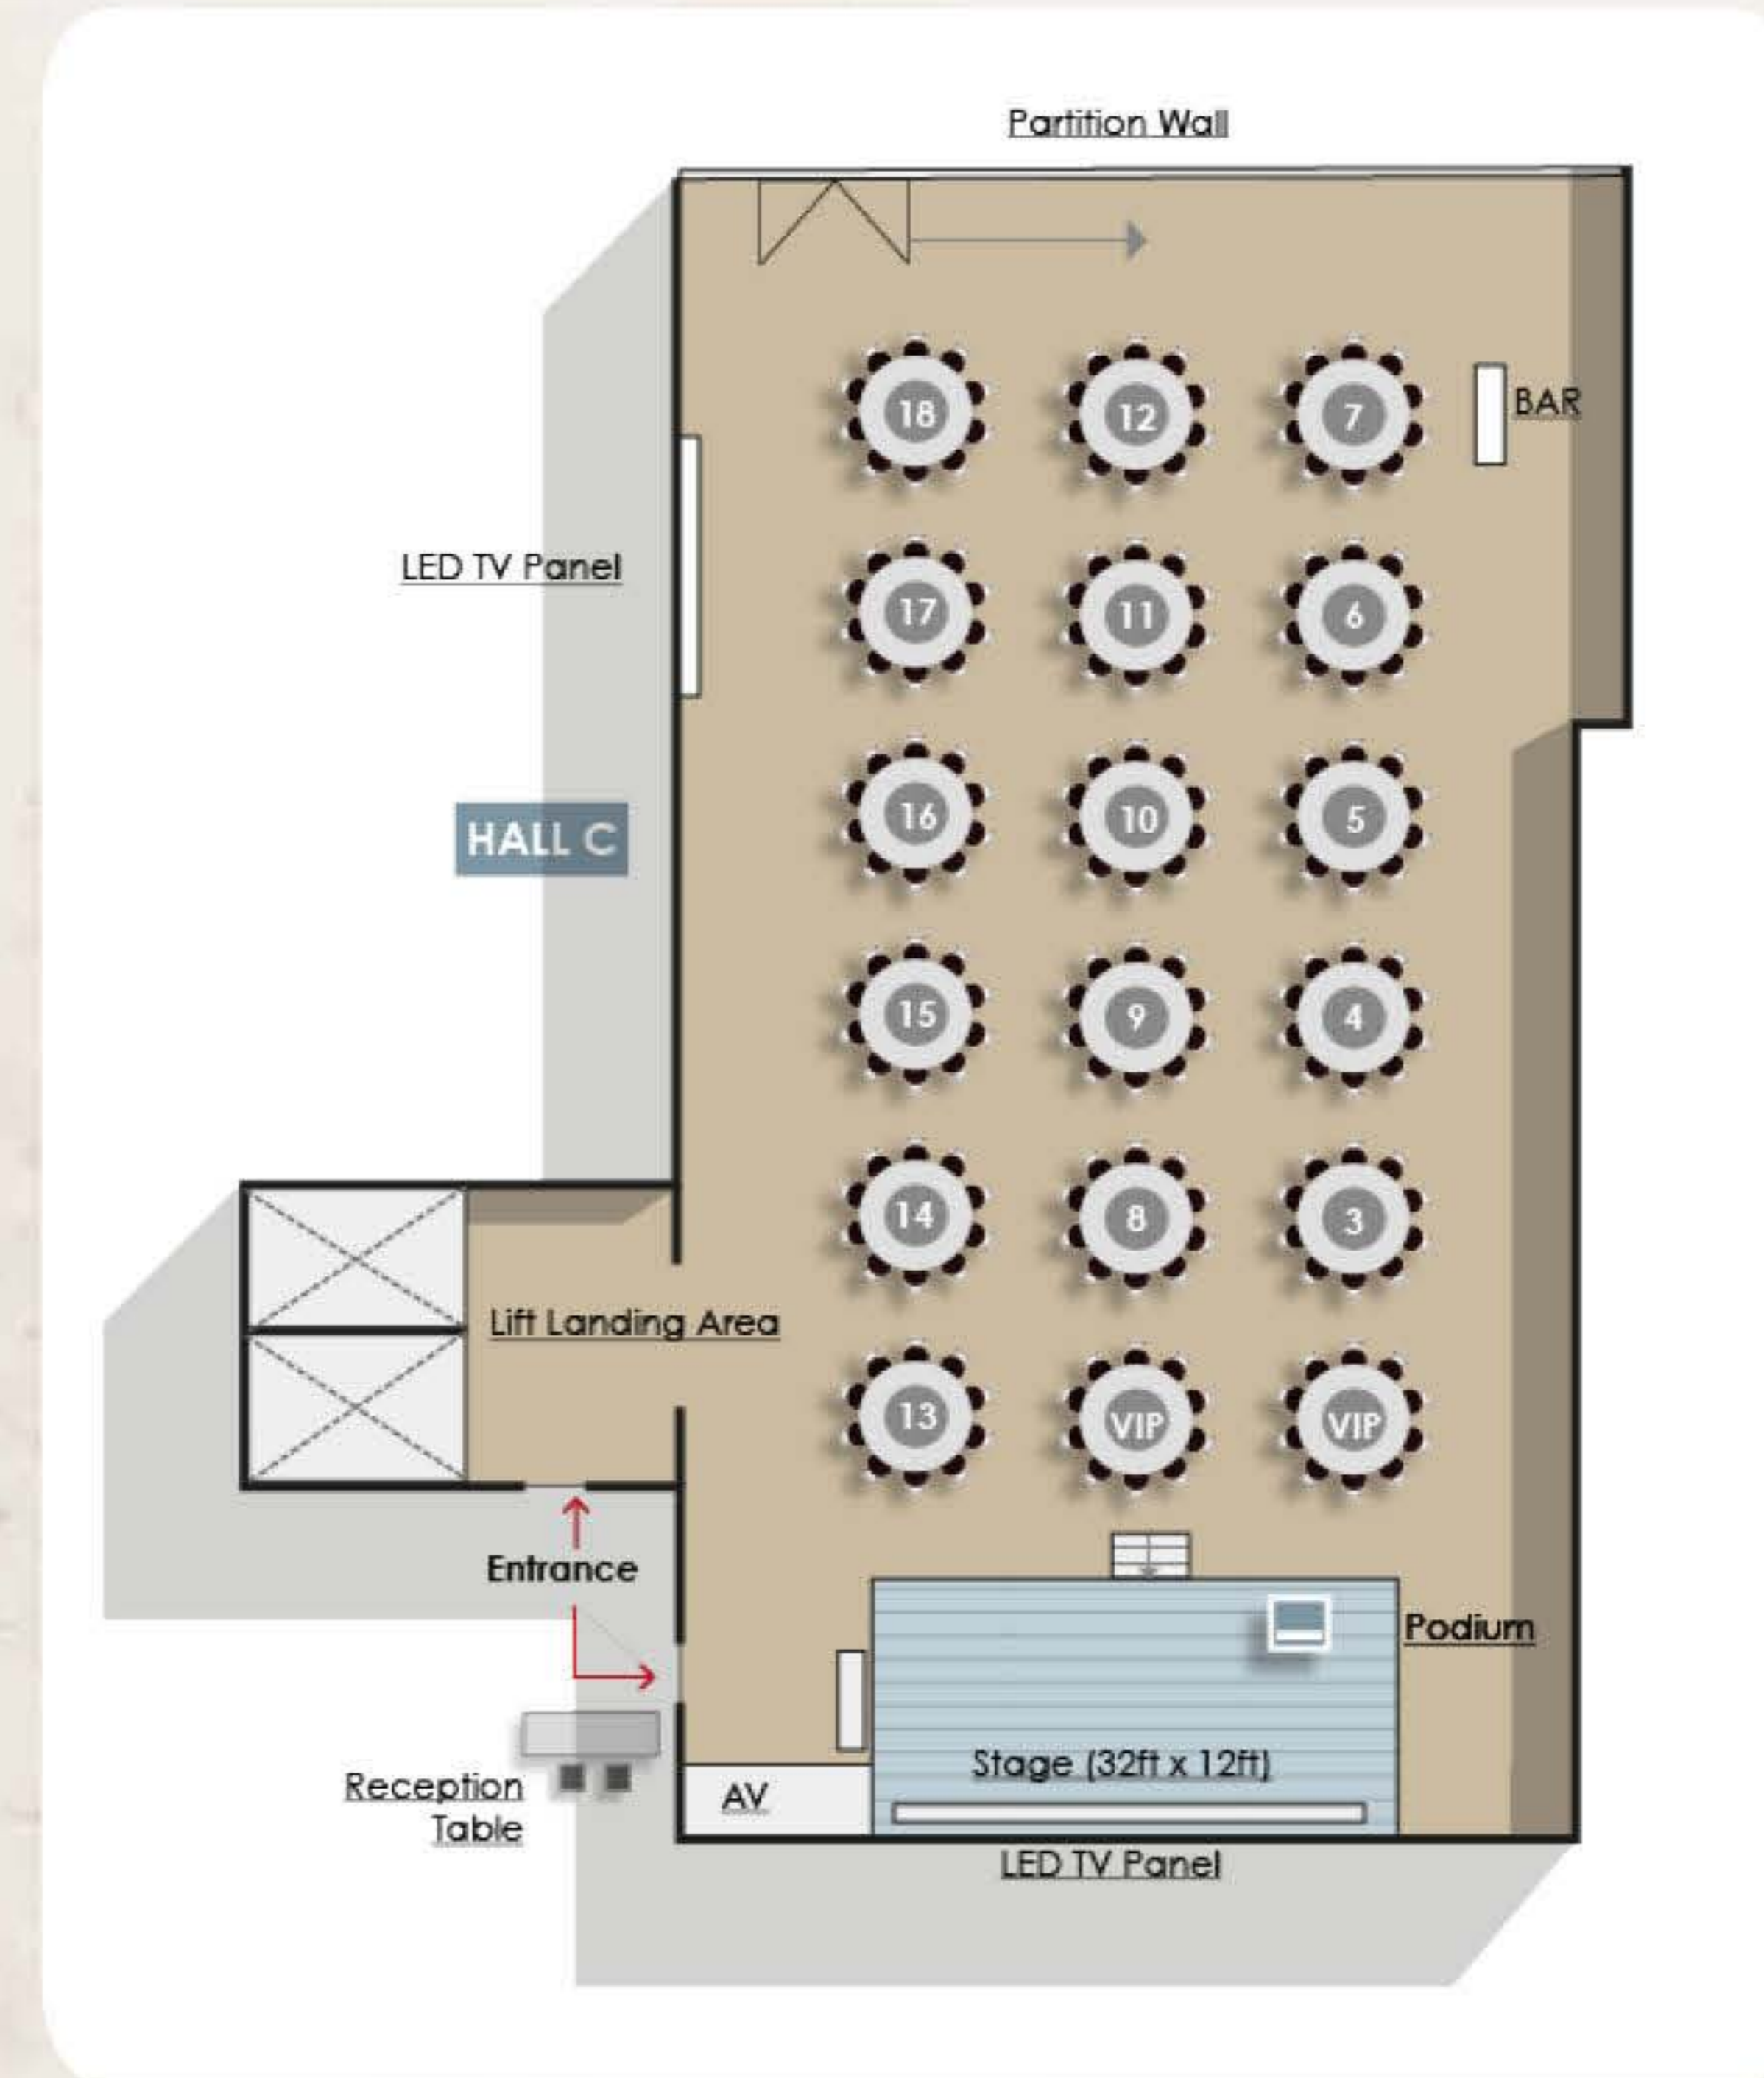 Partition Wall
18
12
7
BAR
LED TV Panel
17
11
6
HALL C
16
10
5
15
9
4
14
8
3
Lift Landing Area
13
VIP
VIP
Entrance
Podium
Reception
Table
AV
Stage (32ft x 12ft)
LED TV Panel